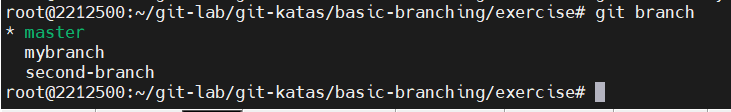 root@2212500:~/git-lab/git-katas/basic-branching/exercise# git branch
* master
  mybranch
  second-branch
root@2212500:~/git-lab/git-katas/basic-branching/exercise#